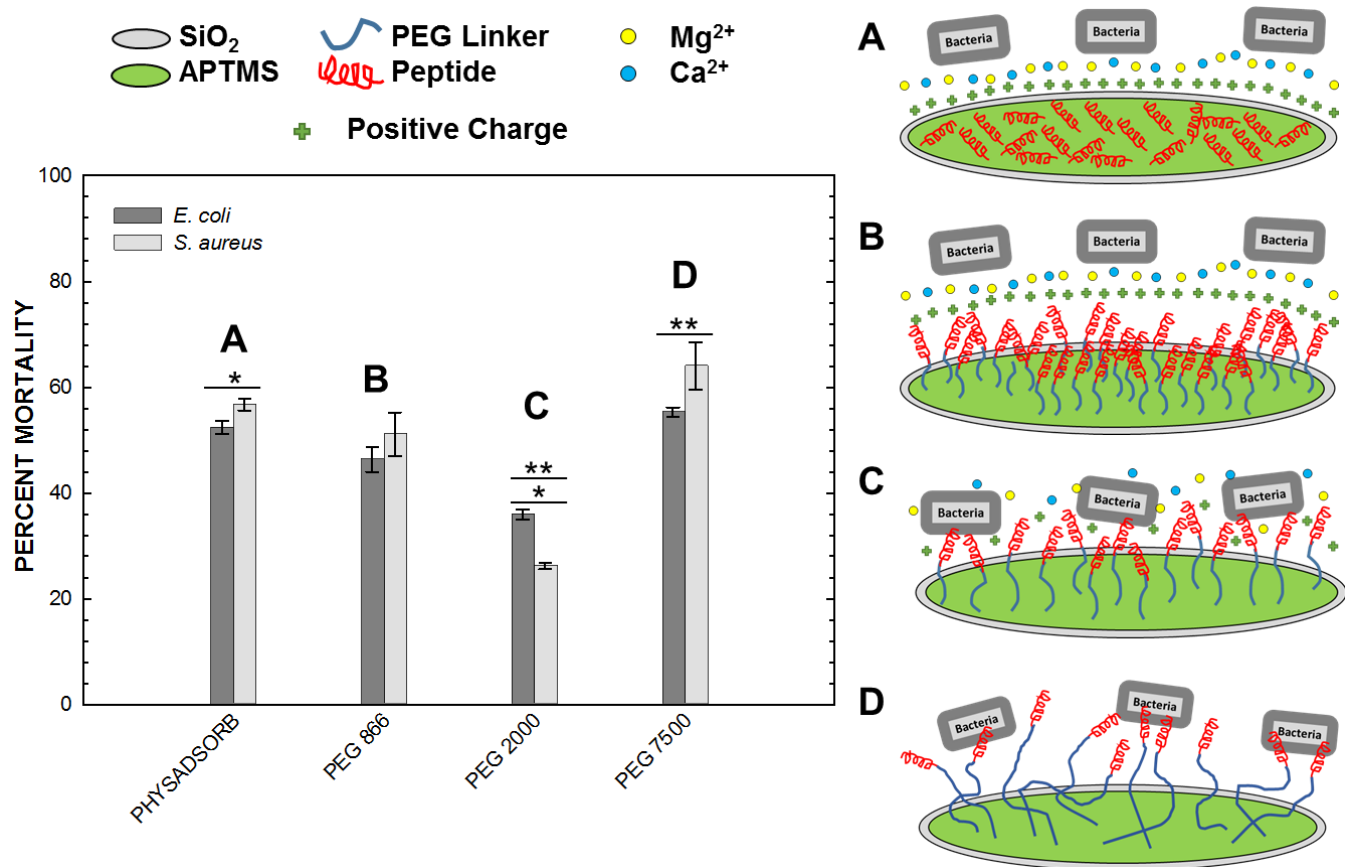 SiO₂
PEG Linker
Mg²⁺
APTMS
Peptide
Ca²⁺
Positive Charge
PERCENT MORTALITY
100
80
60
40
20
0
E. coli
S. aureus
A
*
B
C
**
*
D
**
PHYSADSORB
PEG 866
PEG 2000
PEG 7500
A
Bacteria
Bacteria
Bacteria
B
Bacteria
Bacteria
Bacteria
C
Bacteria
Bacteria
Bacteria
D
Bacteria
Bacteria
Bacteria